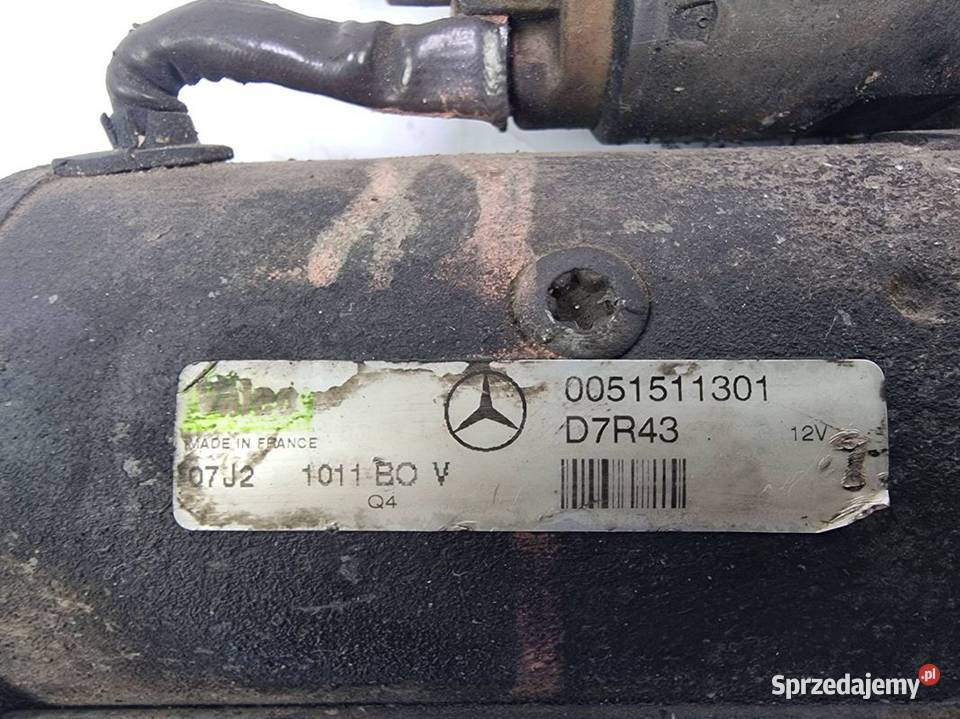 Valeo
0051511301
MADE IN FRANCE
D7R43
12V
07J2 1011 BO V
Q4
Sprzedajemy.pl